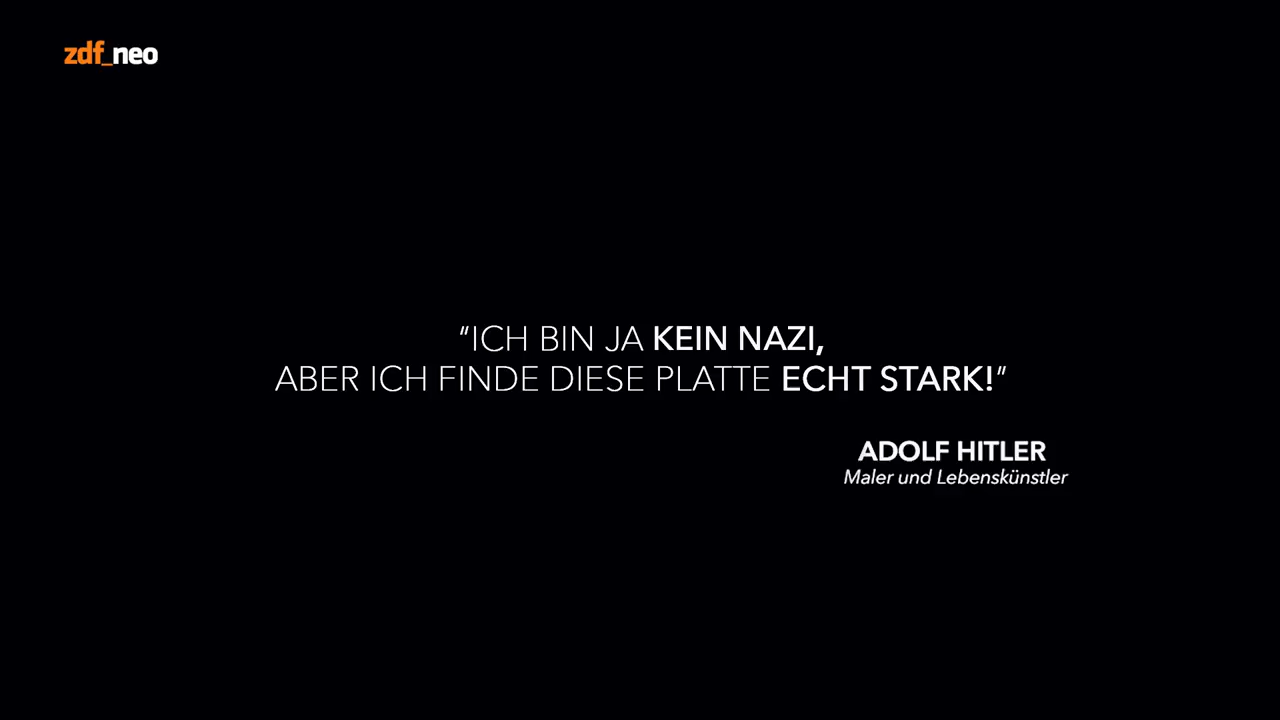 zdf_neo
"ICH BIN JA KEIN NAZI,
ABER ICH FINDE DIESE PLATTE ECHT STARK!"
ADOLF HITLER
Maler und Lebenskünstler